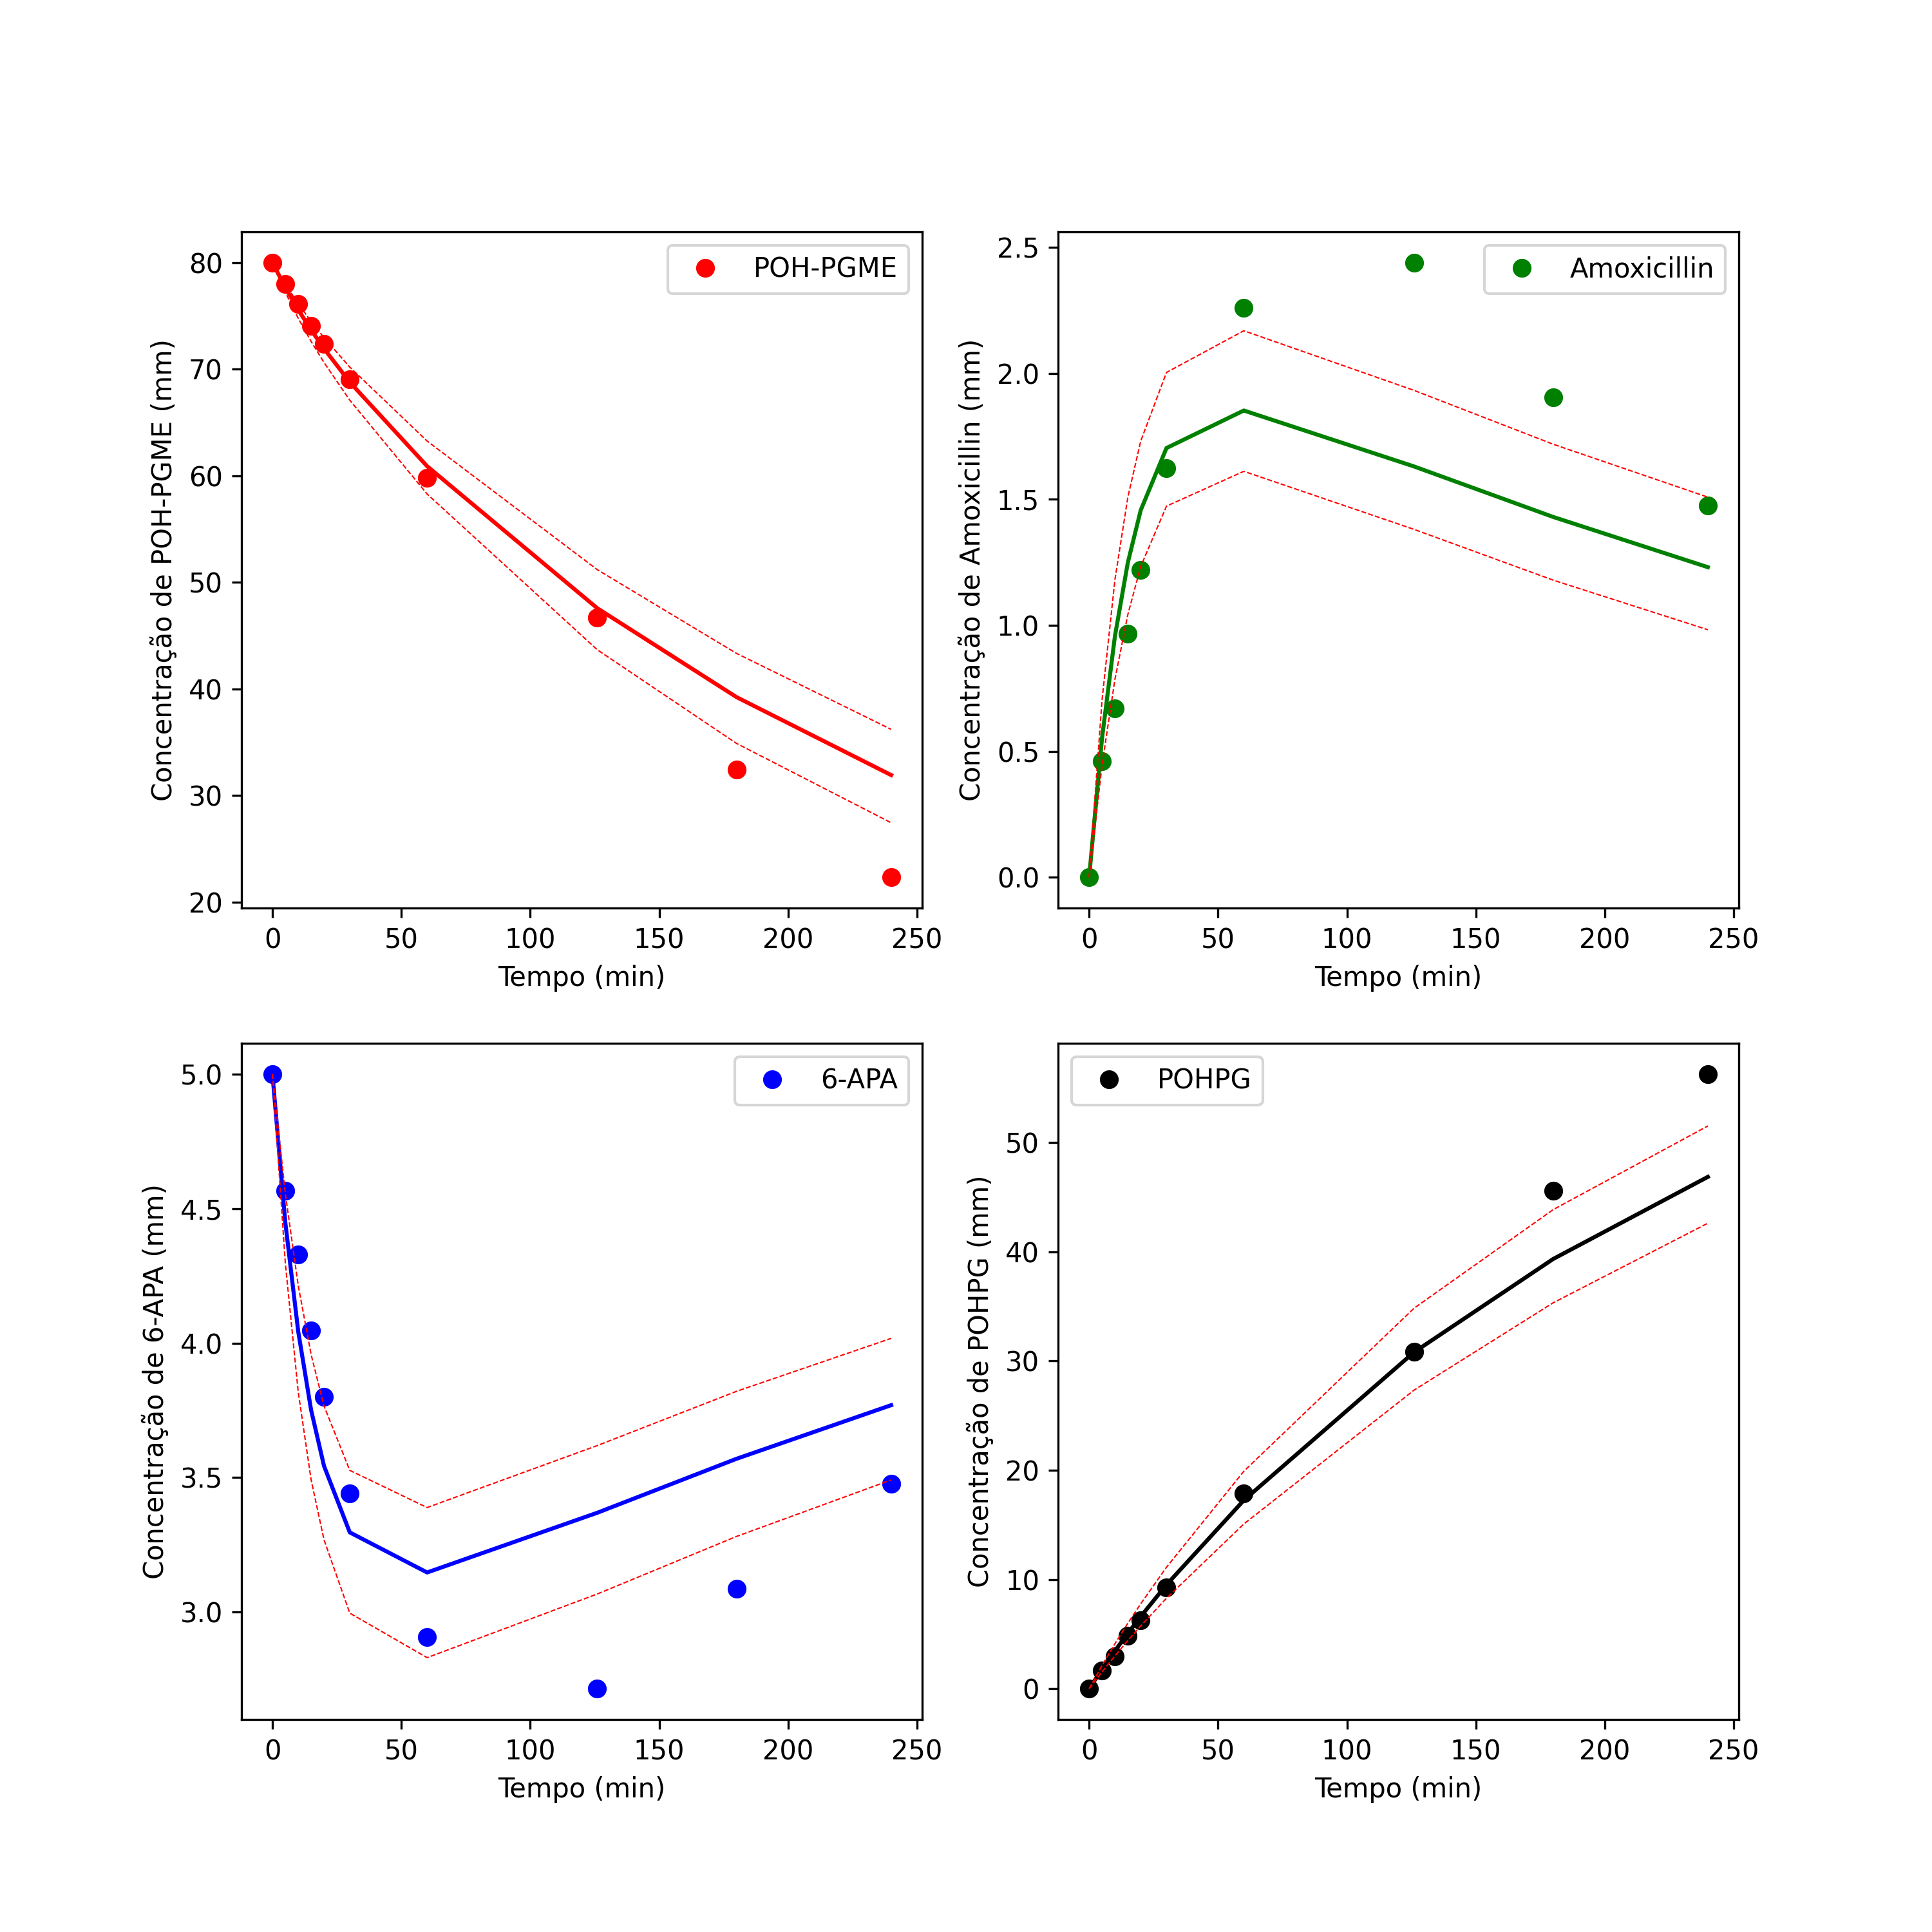 POH-PGME
Concentração de POH-PGME (mm)
80
70
60
50
40
30
20
0 50 100 150 200 250
Tempo (min)
Amoxicillin
Concentração de Amoxicillin (mm)
2.5
2.0
1.5
1.0
0.5
0.0
0 50 100 150 200 250
Tempo (min)
6-APA
Concentração de 6-APA (mm)
5.0
4.5
4.0
3.5
3.0
0 50 100 150 200 250
Tempo (min)
POHPG
Concentração de POHPG (mm)
50
40
30
20
10
0
0 50 100 150 200 250
Tempo (min)